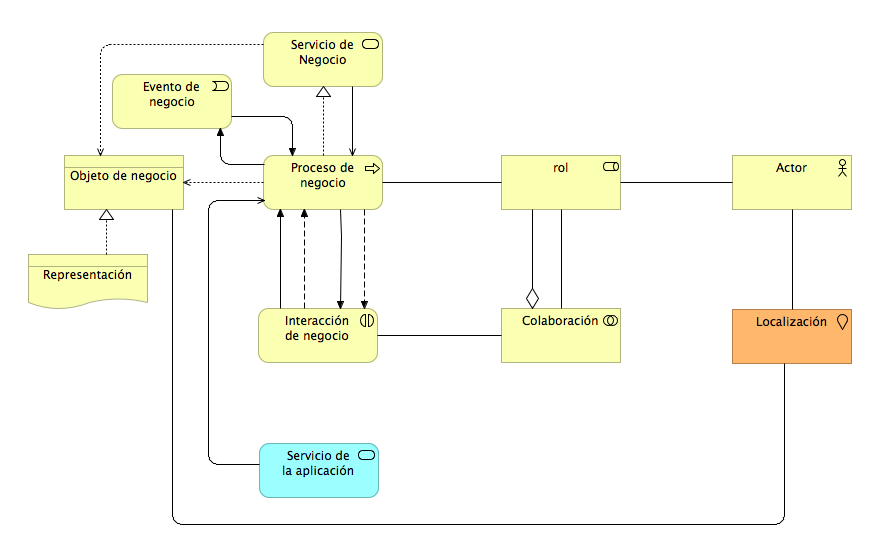 Servicio de
Negocio
Evento de
negocio
Objeto de negocio
Proceso de
negocio
rol
Actor
Representación
Interacción
de negocio
Colaboración
Localización
Servicio de
la aplicación